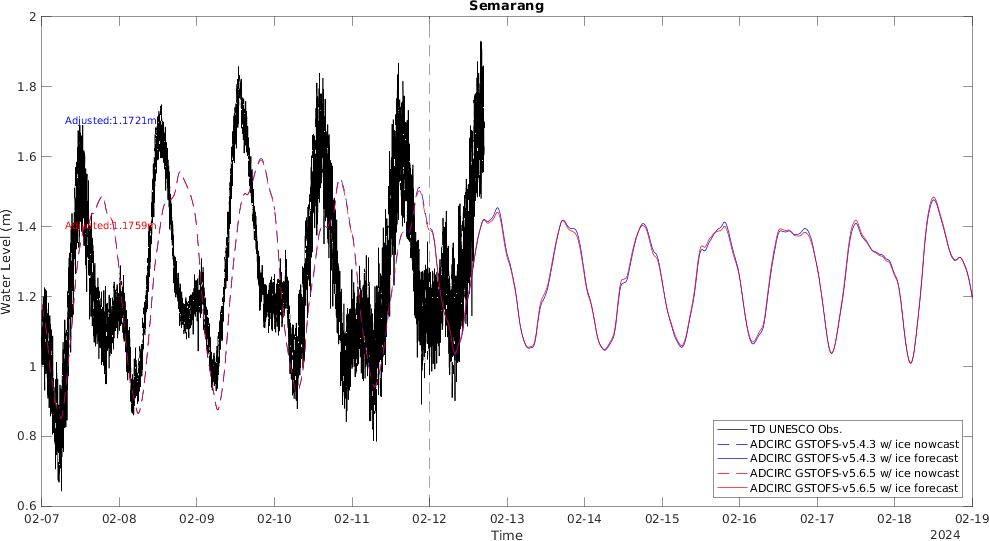 Semarang
2
1.8
1.6
1.4
1.2
1
0.8
0.6
Water Level (m)
Adjusted:1.1721m
Adjusted:1.1759m
TD UNESCO Obs.
ADCIRC GSTOFS-v5.4.3 w/ ice nowcast
ADCIRC GSTOFS-v5.4.3 w/ ice forecast
ADCIRC GSTOFS-v5.6.5 w/ ice nowcast
ADCIRC GSTOFS-v5.6.5 w/ ice forecast
02-07 02-08 02-09 02-10 02-11 02-12 02-13 02-14 02-15 02-16 02-17 02-18 02-19
Time
2024